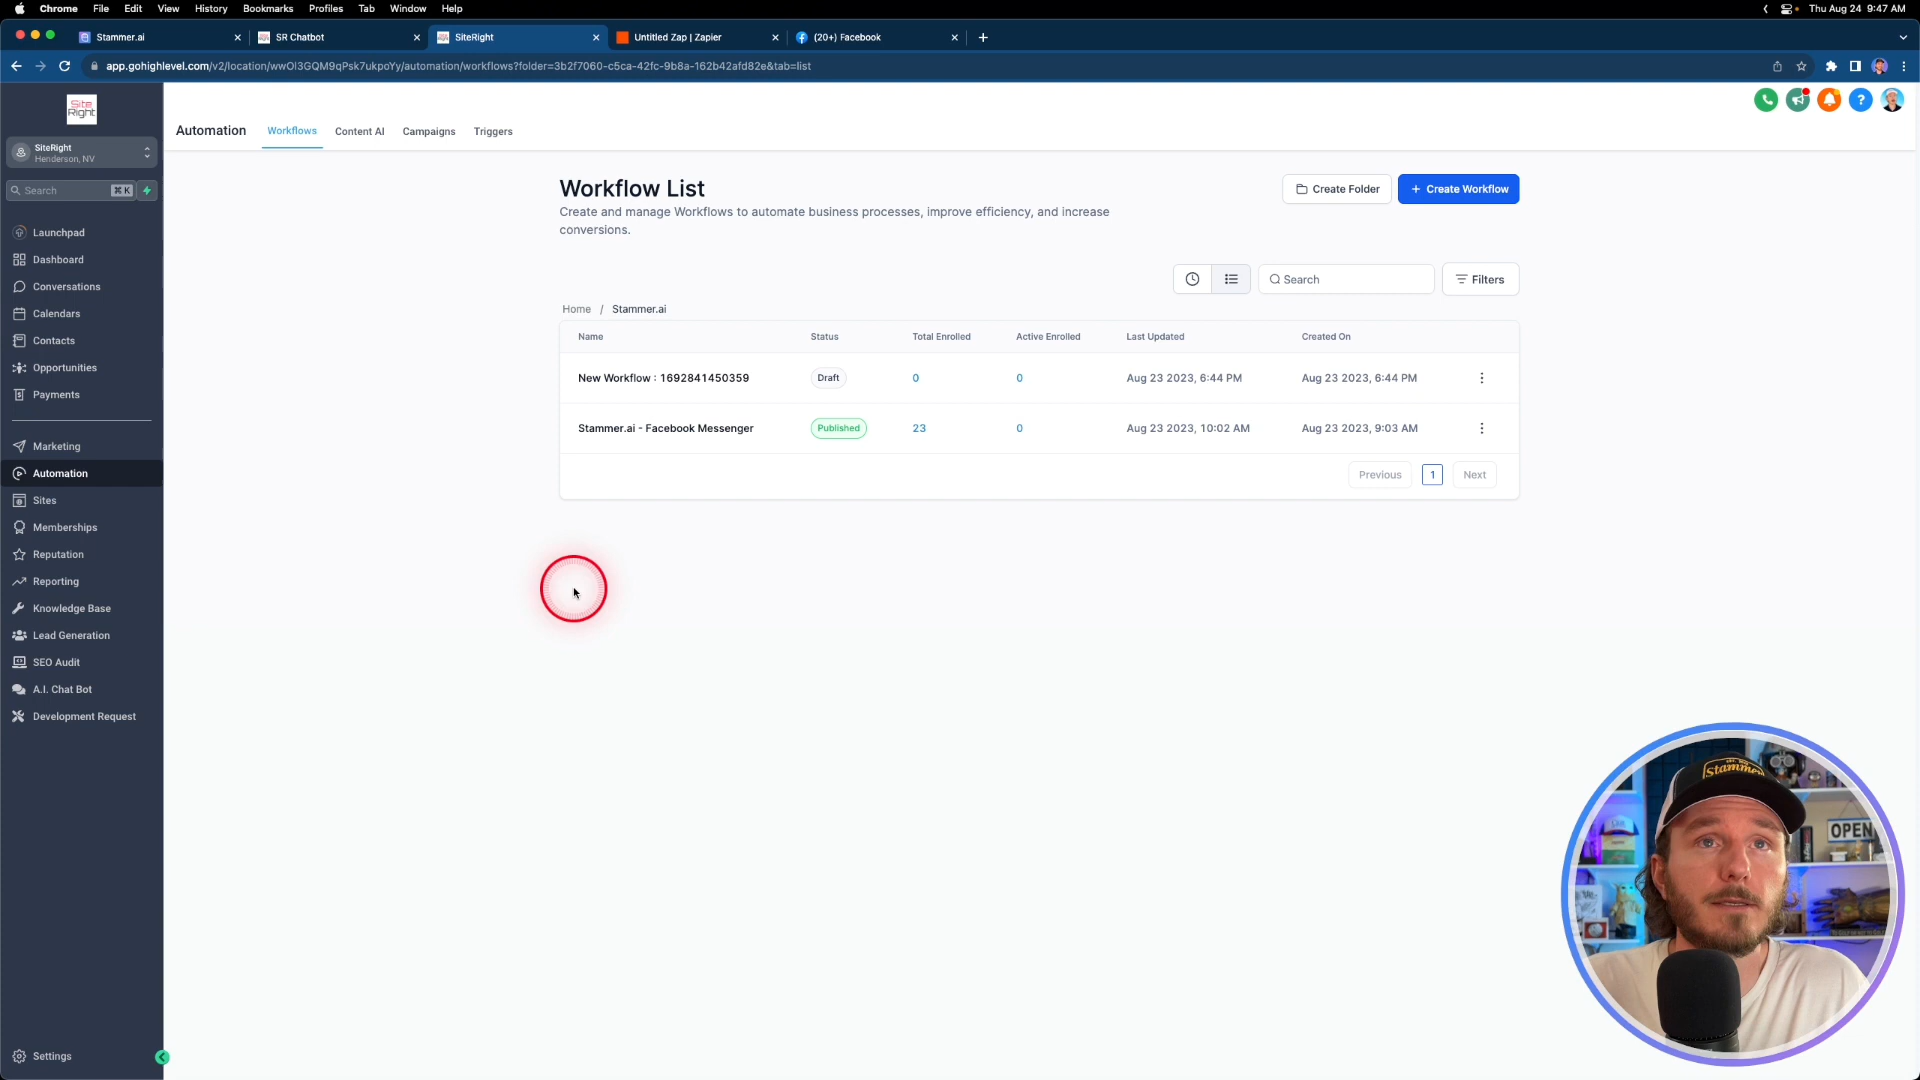 Chrome File Edit View History Bookmarks Profiles Tab Window Help
Thu Aug 24 9:47 AM
Stammer.ai
SR Chatbot
SiteRight
Untitled Zap | Zapier
(20+) Facebook
app.gohighlevel.com/v2/location/wwOl3GQM9qPsk7ukpoYy/automation/workflows?folder=3b2f7060-c5ca-42fc-9b8a-162b42afd82e&tab=list
Site
Right
SiteRight
Henderson, NV
Search ⌘ K
Launchpad
Dashboard
Conversations
Calendars
Contacts
Opportunities
Payments
Marketing
Automation
Sites
Memberships
Reputation
Reporting
Knowledge Base
Lead Generation
SEO Audit
A.I. Chat Bot
Development Request
Settings
Automation Workflows Content AI Campaigns Triggers
Workflow List
Create and manage Workflows to automate business processes, improve efficiency, and increase
conversions.
Create Folder
+ Create Workflow
Search
Filters
Home / Stammer.ai
Name Status Total Enrolled Active Enrolled Last Updated Created On
New Workflow : 1692841450359 Draft 0 0 Aug 23 2023, 6:44 PM Aug 23 2023, 6:44 PM
Stammer.ai - Facebook Messenger Published 23 0 Aug 23 2023, 10:02 AM Aug 23 2023, 9:03 AM
Previous 1 Next
Stammer
OPEN